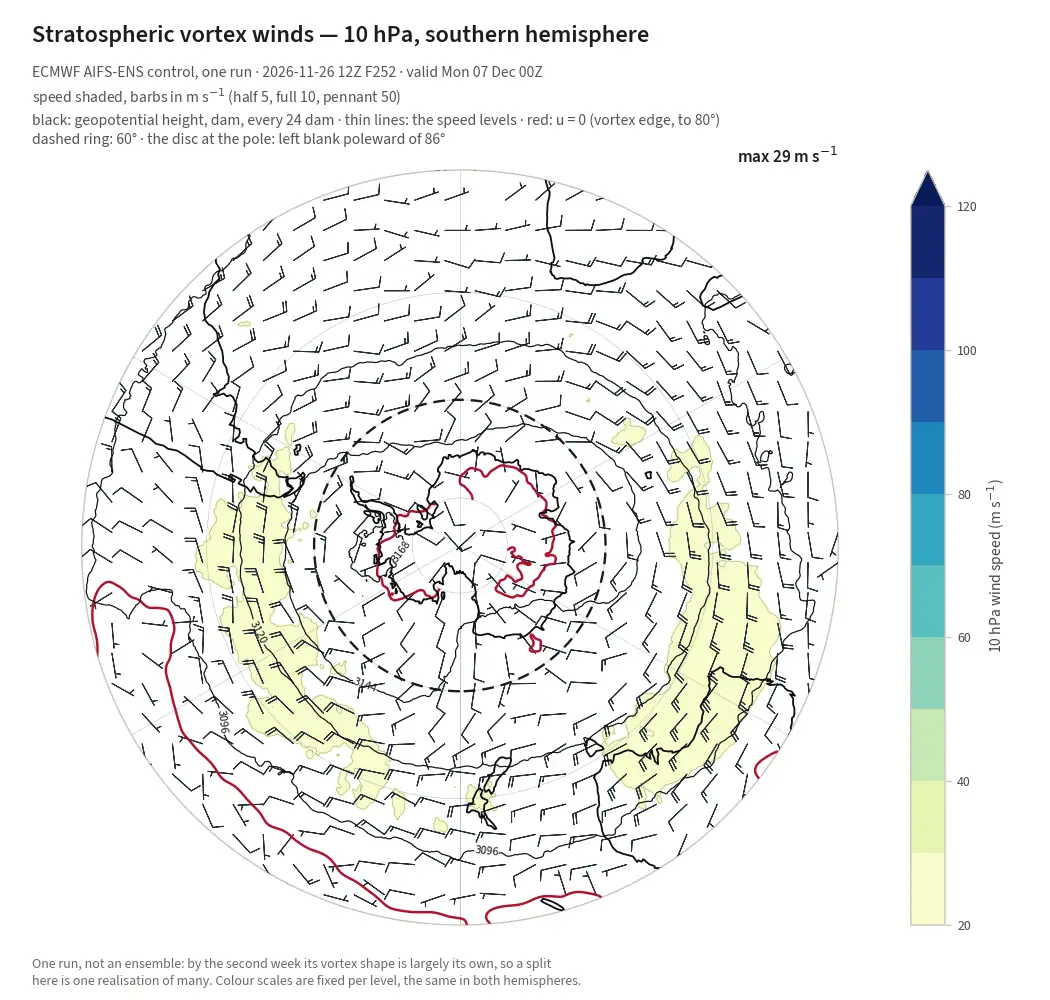 Stratospheric vortex winds — 10 hPa, southern hemisphere
ECMWF AIFS-ENS control, one run · 2026-11-26 12Z F252 · valid Mon 07 Dec 00Z
speed shaded, barbs in m s⁻¹ (half 5, full 10, pennant 50)
black: geopotential height, dam, every 24 dam · thin lines: the speed levels · red: u = 0 (vortex edge, to 80°)
dashed ring: 60° · the disc at the pole: left blank poleward of 86°
max 29 m s⁻¹
120
100
80
60
40
20
10 hPa wind speed (m s⁻¹)
3168
3120
3144
3096
3096
One run, not an ensemble: by the second week its vortex shape is largely its own, so a split
here is one realisation of many. Colour scales are fixed per level, the same in both hemispheres.